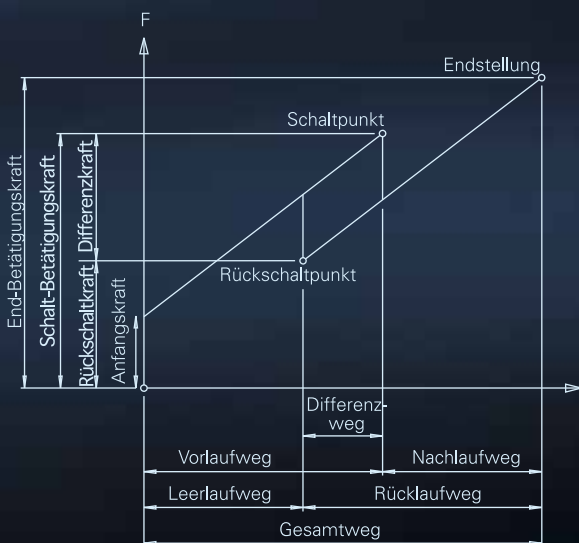 F
Endstellung
Schaltpunkt
Rückschaltpunkt
End-Betätigungskraft
Schalt-Betätigungskraft
Differenzkraft
Rückschaltkraft
Anfangskraft
Differenz-
weg
Vorlaufweg
Nachlaufweg
Leerlaufweg
Rücklaufweg
Gesamtweg